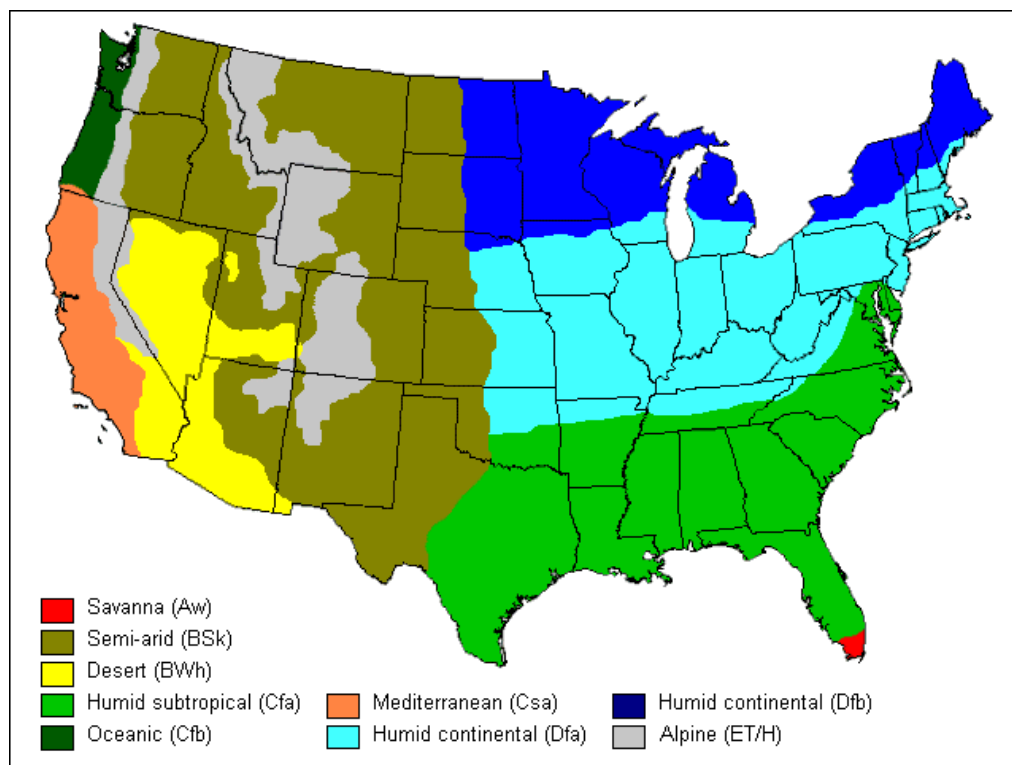 Savanna (Aw)
Semi-arid (BSk)
Desert (BWh)
Humid subtropical (Cfa)
Mediterranean (Csa)
Humid continental (Dfb)
Oceanic (Cfb)
Humid continental (Dfa)
Alpine (ET/H)